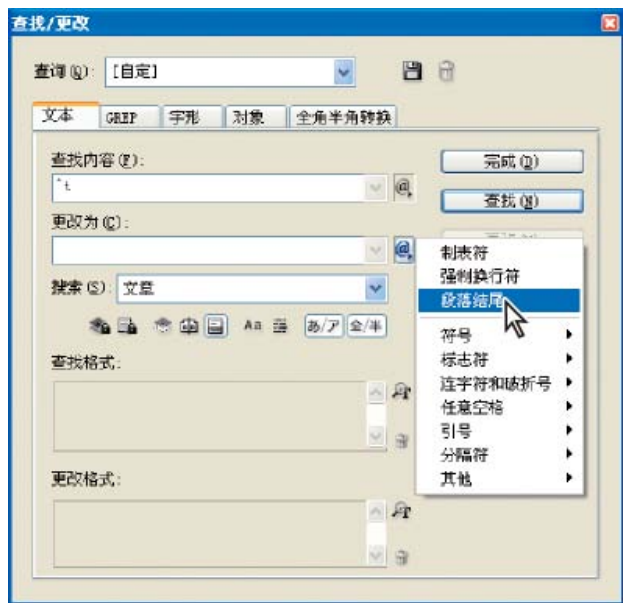 查找/更改
查询(Q): [自定]
文本 GREP 字形 对象 全角半角转换
查找内容(F):
^t
完成(D)
查找(N)
更改为(C):
制表符
强制换行符
段落结尾
符号
标志符
连字符和破折号
任意空格
引号
分隔符
其他
搜索(S): 文章
Aa あ/ア 全/半
查找格式:
更改格式: